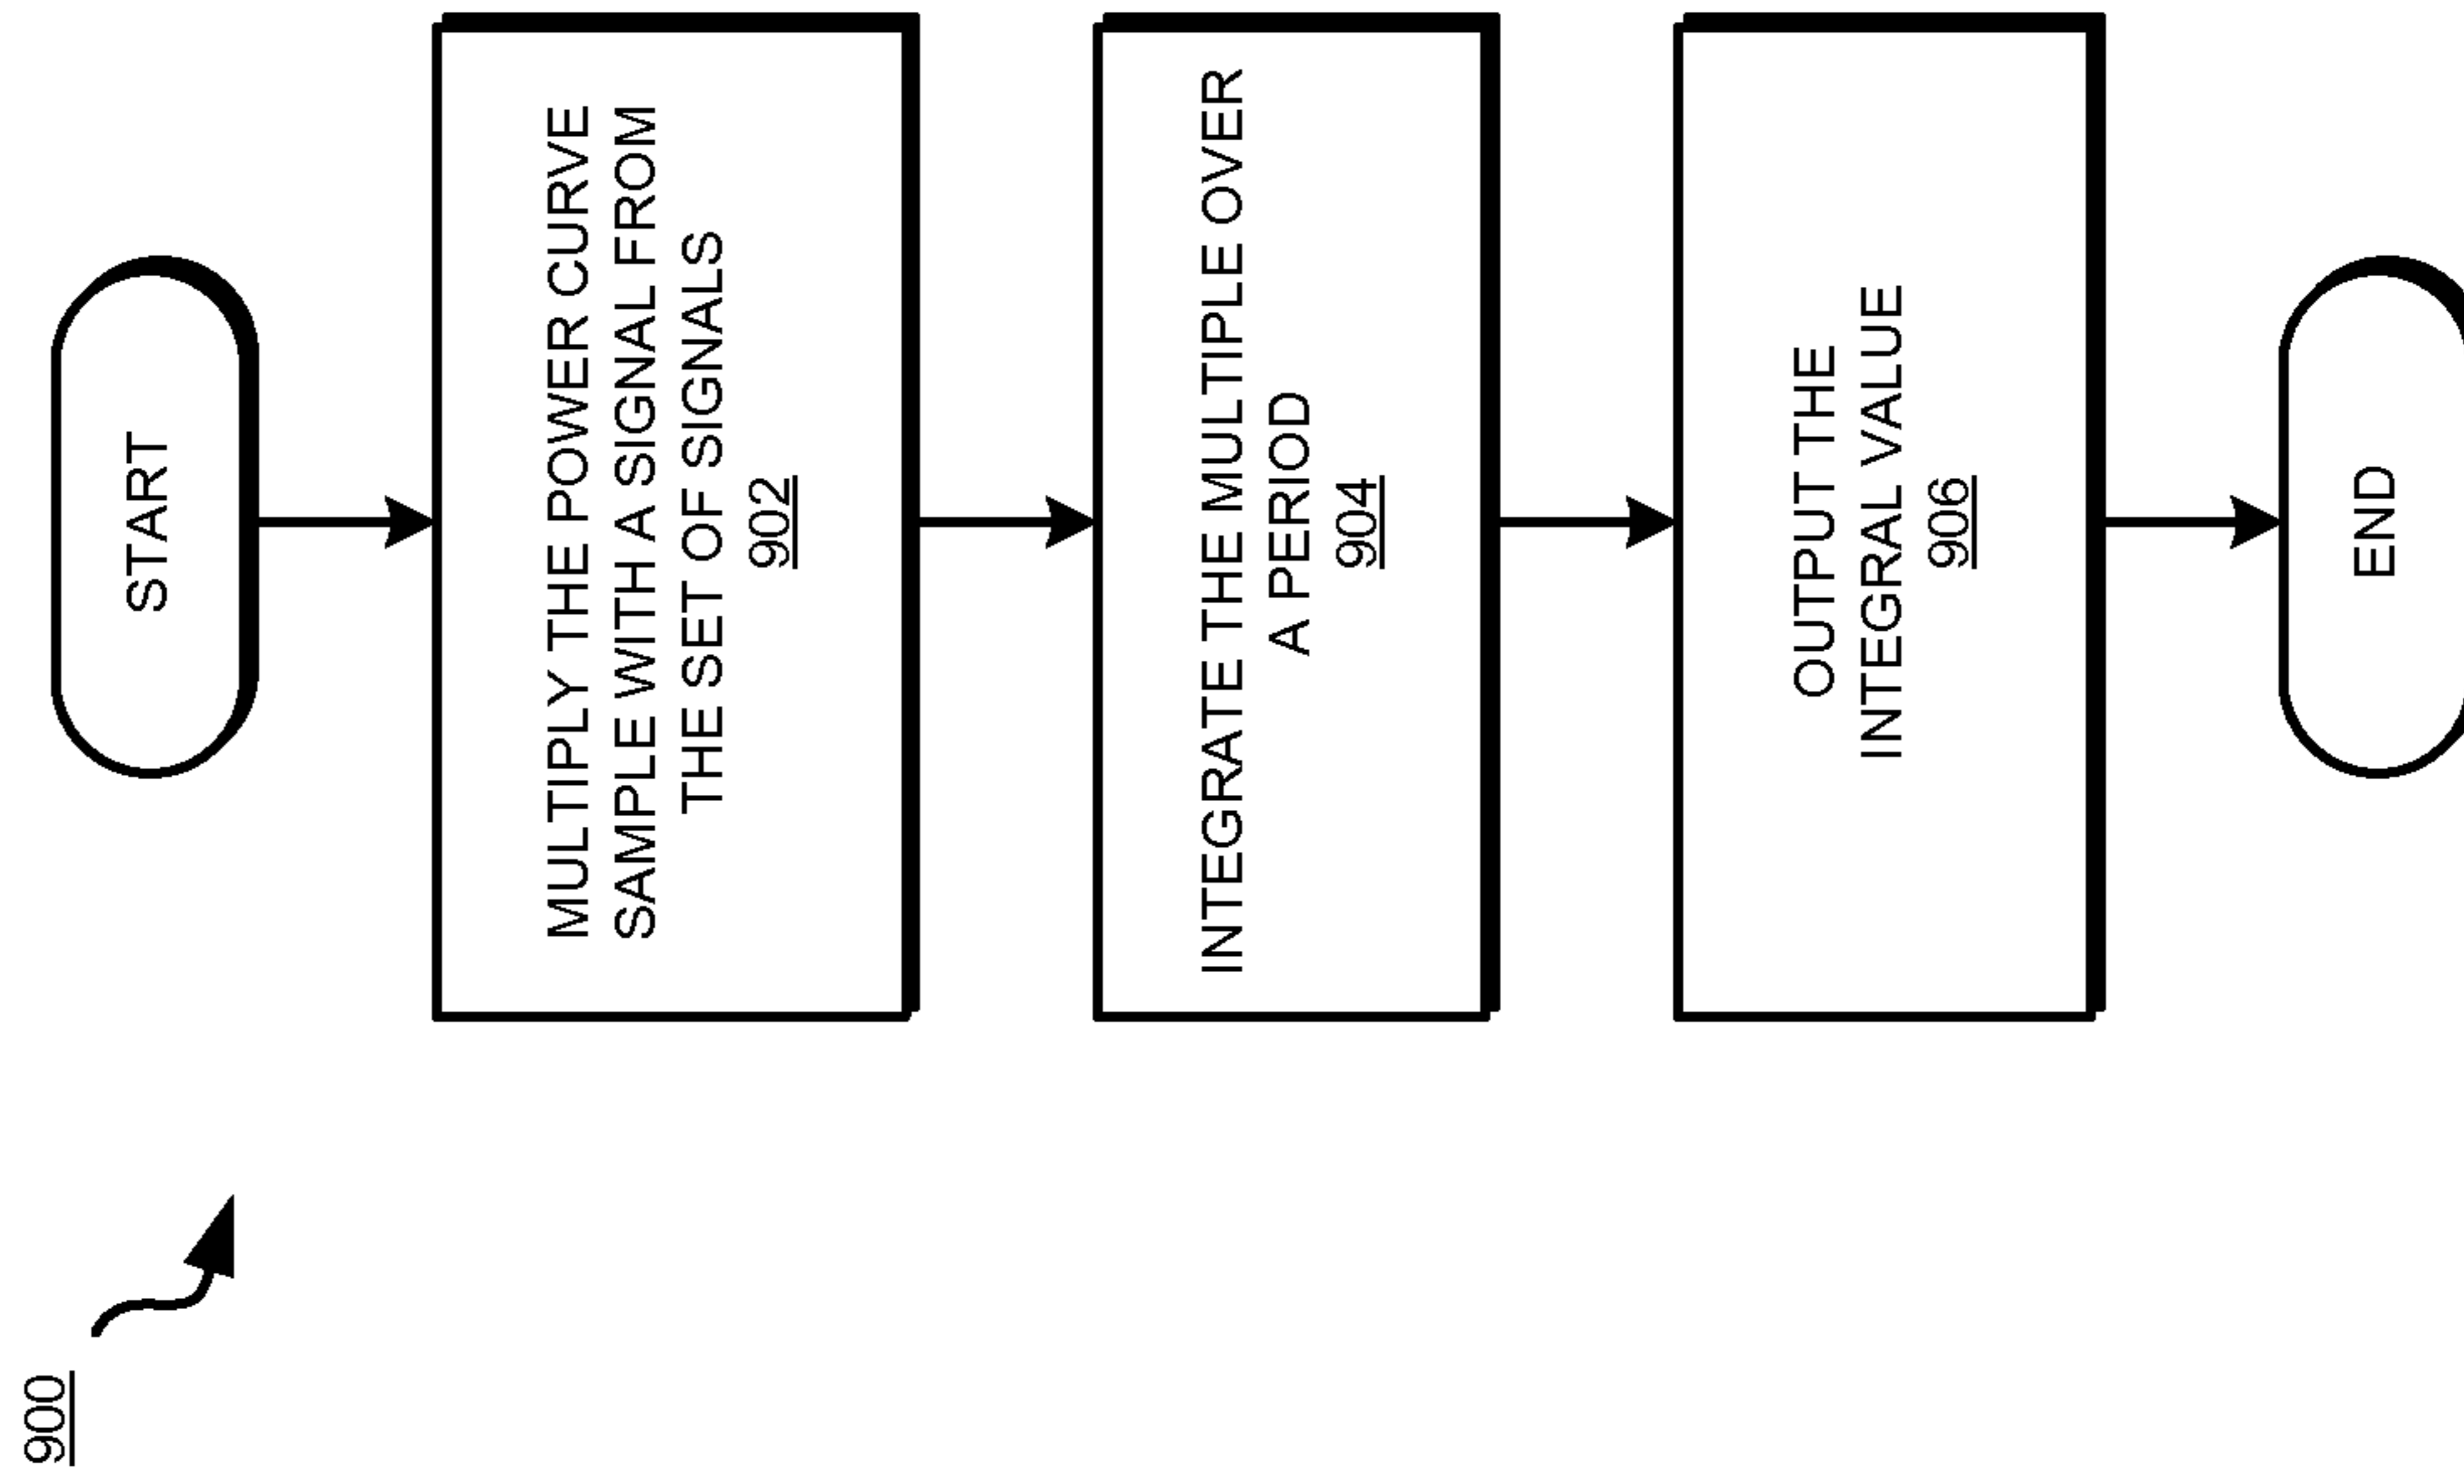 900
START
MULTIPLY THE POWER CURVE
SAMPLE WITH A SIGNAL FROM
THE SET OF SIGNALS
902
INTEGRATE THE MULTIPLE OVER
A PERIOD
904
OUTPUT THE
INTEGRAL VALUE
906
END